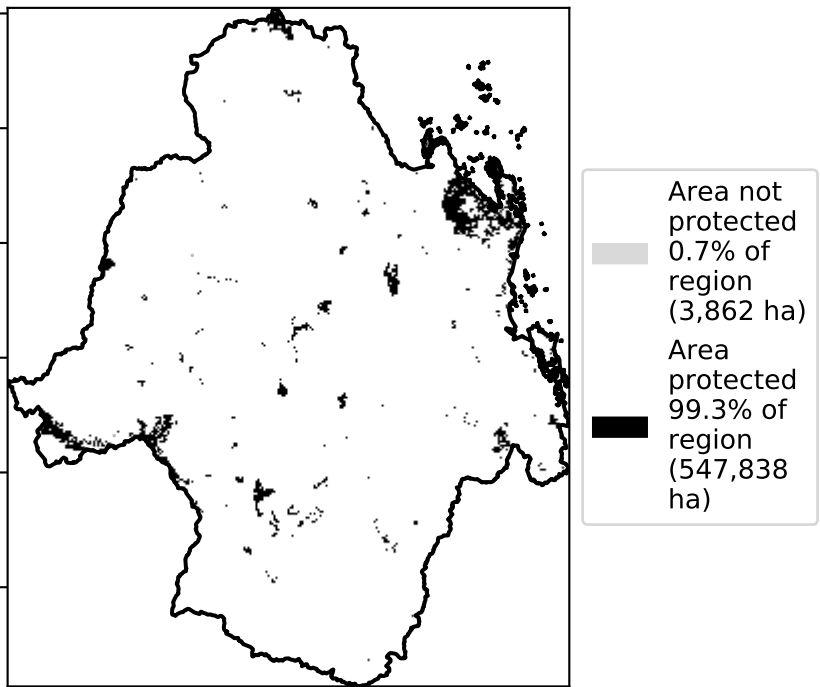 Area not
protected
0.7% of
region
(3,862 ha)
Area
protected
99.3% of
region
(547,838
ha)